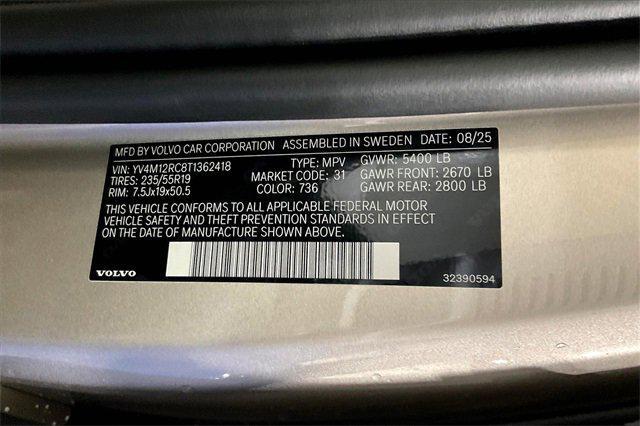 MFD BY VOLVO CAR CORPORATION ASSEMBLED IN SWEDEN DATE: 08/25
VIN: YV4M12RC8T1362418 TYPE: MPV GVWR: 5400 LB
TIRES: 235/55R19 MARKET CODE: 31 GAWR FRONT: 2670 LB
RIM: 7.5Jx19x50.5 COLOR: 736 GAWR REAR: 2800 LB
THIS VEHICLE CONFORMS TO ALL APPLICABLE FEDERAL MOTOR
VEHICLE SAFETY AND THEFT PREVENTION STANDARDS IN EFFECT
ON THE DATE OF MANUFACTURE SHOWN ABOVE.
VOLVO 32390594